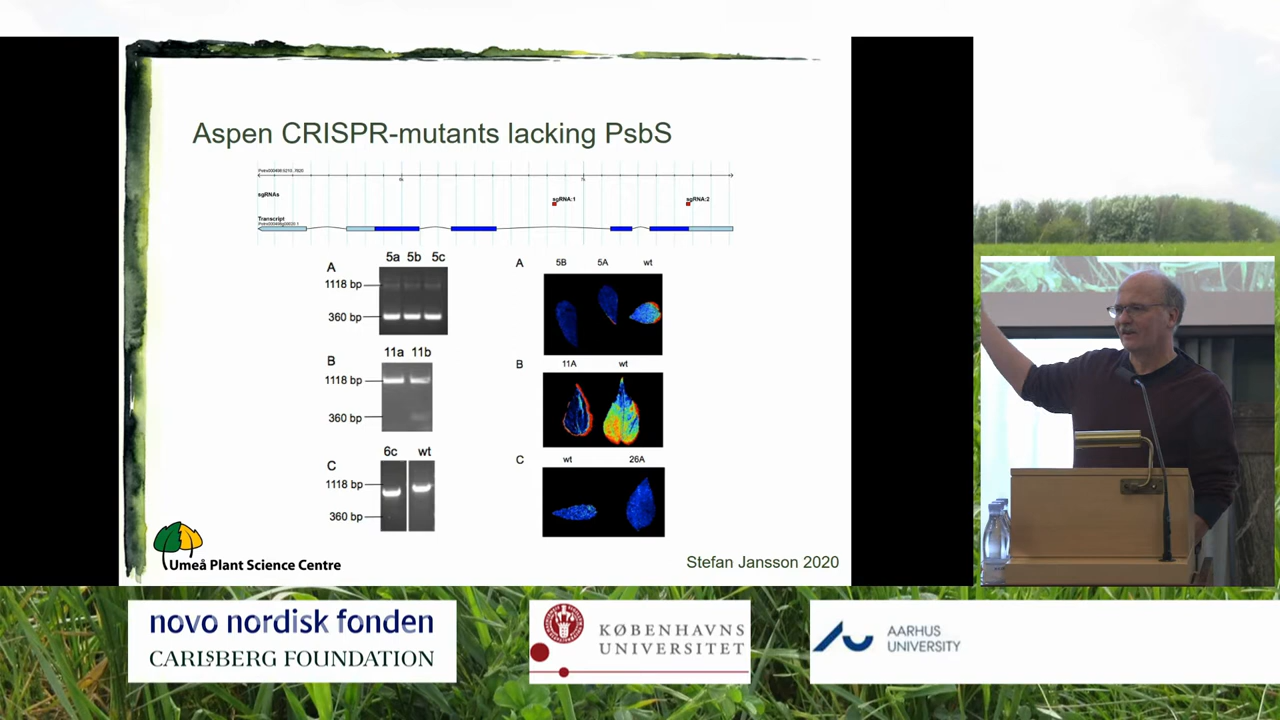 Aspen CRISPR-mutants lacking PsbS
sgRNAs
sgRNA:1
sgRNA:2
Transcript
A
5a 5b 5c
1118 bp
360 bp
B
11a 11b
1118 bp
360 bp
C
6c wt
1118 bp
360 bp
A
5B 5A wt
B
11A wt
C
wt 26A
Umeå Plant Science Centre
Stefan Jansson 2020
novo nordisk fonden
CARLSBERG FOUNDATION
KØBENHAVNS
UNIVERSITET
AARHUS
UNIVERSITY